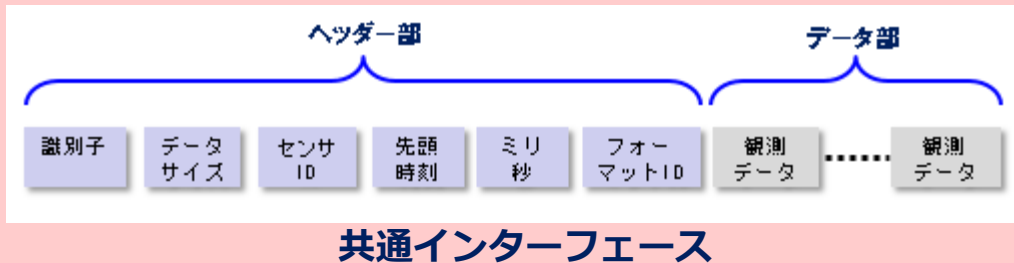 ヘッダー部
データ部
識別子
データ
サイズ
センサ
ID
先頭
時刻
ミリ
秒
フォー
マットID
観測
データ
観測
データ
共通インターフェース